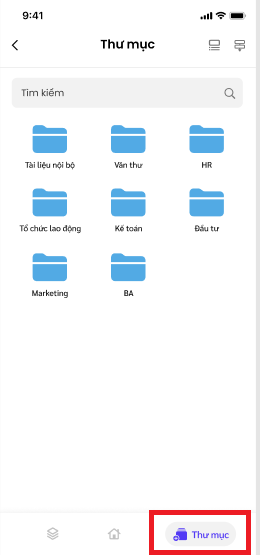 9:41
Thư mục
Tìm kiếm
Tài liệu nội bộ
Văn thư
HR
Tổ chức lao động
Kế toán
Đầu tư
Marketing
BA
Thư mục